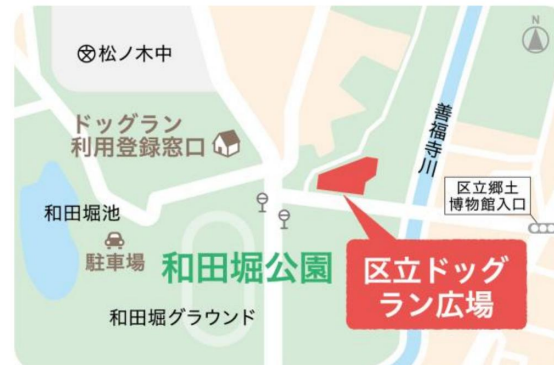 N
松ノ木中
ドッグラン
利用登録窓口
善福寺川
区立郷土
博物館入口
和田堀池
駐車場
和田堀公園
区立ドッグ
ラン広場
和田堀グラウンド